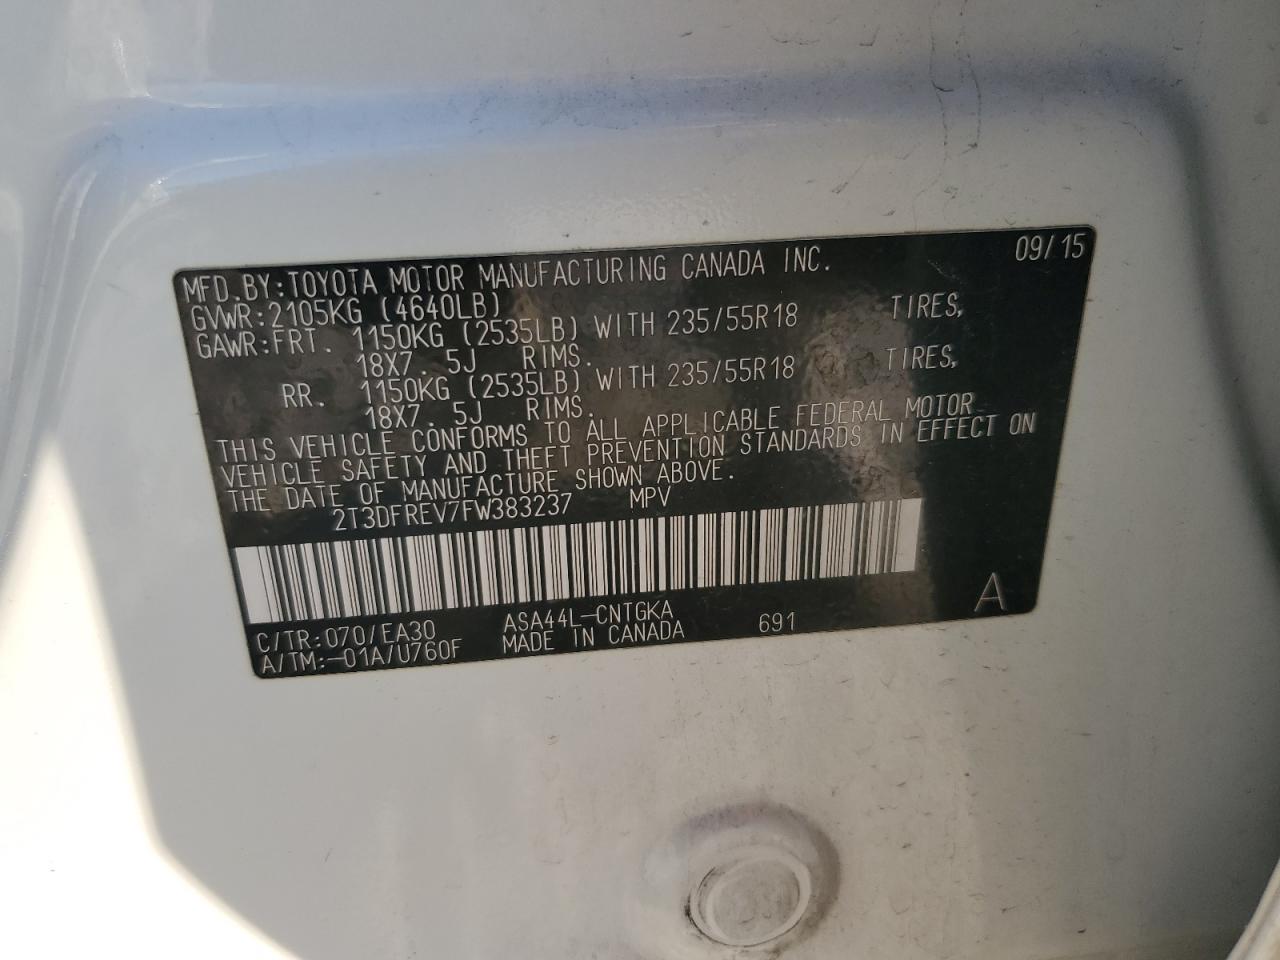 MFD.BY:TOYOTA MOTOR MANUFACTURING CANADA INC. 09/15
GVWR:2105KG (4640LB)
GAWR:FRT. 1150KG (2535LB) WITH 235/55R18 TIRES,
18X7.5J RIMS.
RR. 1150KG (2535LB) WITH 235/55R18 TIRES,
18X7.5J RIMS.
THIS VEHICLE CONFORMS TO ALL APPLICABLE FEDERAL MOTOR
VEHICLE SAFETY AND THEFT PREVENTION STANDARDS IN EFFECT ON
THE DATE OF MANUFACTURE SHOWN ABOVE.
2T3DFREV7FW383237 MPV
C/TR:070/EA30 ASA44L-CNTGKA 691 A
A/TM:-01A/U760F MADE IN CANADA